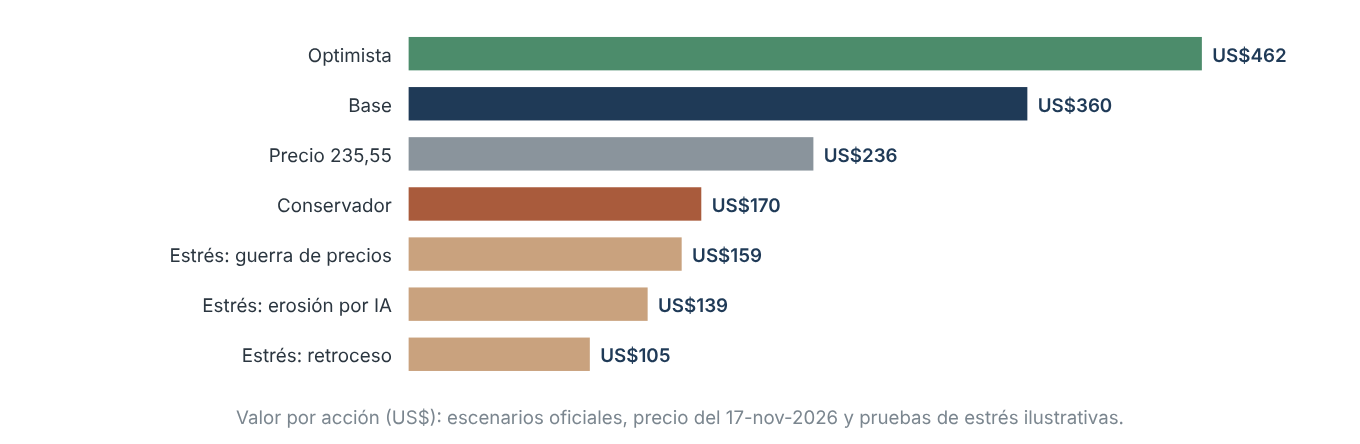 Optimista US$462
Base US$360
Precio 235,55 US$236
Conservador US$170
Estrés: guerra de precios US$159
Estrés: erosión por IA US$139
Estrés: retroceso US$105
Valor por acción (US$): escenarios oficiales, precio del 17-nov-2026 y pruebas de estrés ilustrativas.